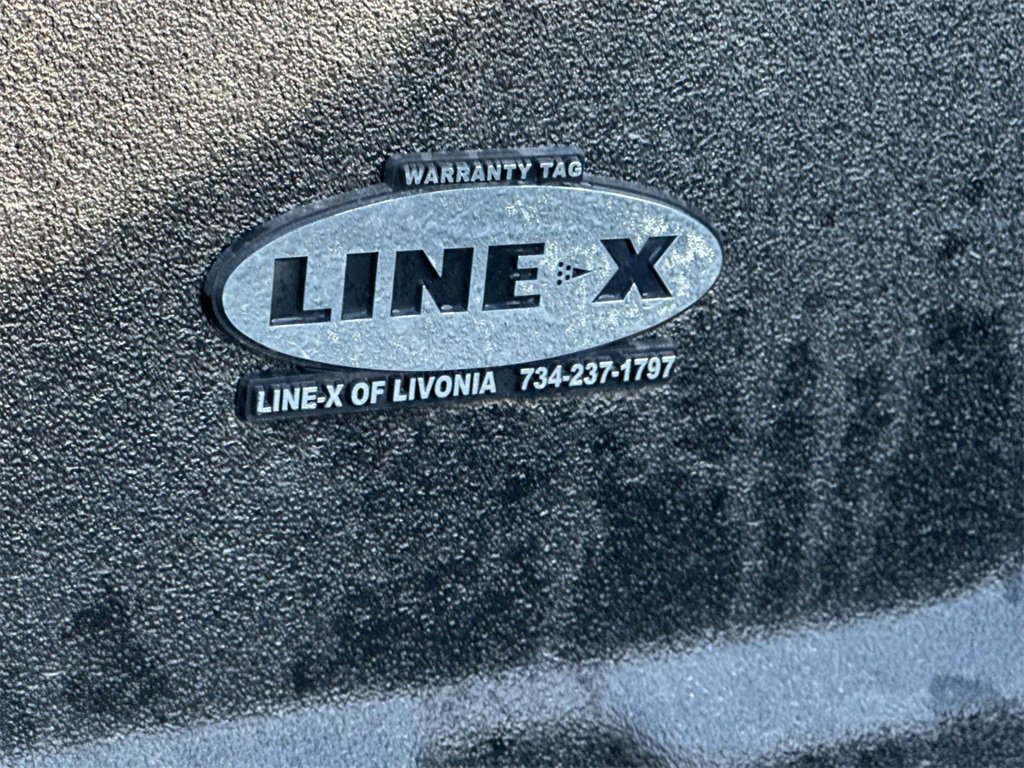 WARRANTY TAG
LINE-X
LINE-X OF LIVONIA 734-237-1797